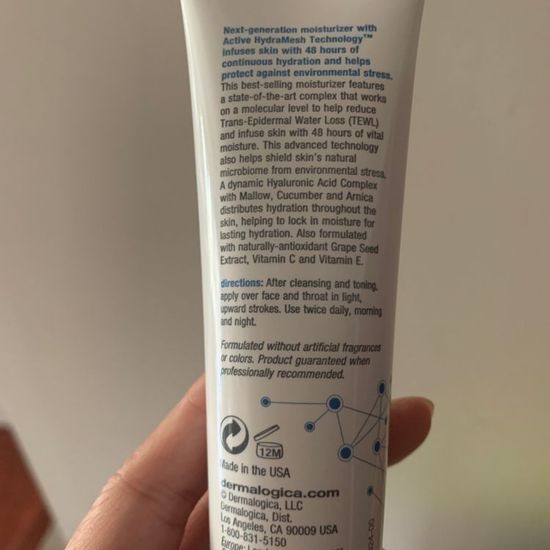 Next-generation moisturizer with
Active HydraMesh Technology™
infuses skin with 48 hours of
continuous hydration and helps
protect against environmental stress.
This best-selling moisturizer features
a state-of-the-art complex that works
on a molecular level to help reduce
Trans-Epidermal Water Loss (TEWL)
and infuse skin with 48 hours of vital
moisture. This advanced technology
also helps shield skin's natural
microbiome from environmental stress.
A dynamic Hyaluronic Acid Complex
with Mallow, Cucumber and Arnica
distributes hydration throughout the
skin, helping to lock in moisture for
lasting hydration. Also formulated
with naturally-antioxidant Grape Seed
Extract, Vitamin C and Vitamin E.
directions: After cleansing and toning,
apply over face and throat in light,
upward strokes. Use twice daily, morning
and night.
Formulated without artificial fragrances
or colors. Product guaranteed when
professionally recommended.
12M
Made in the USA
dermalogica.com
© Dermalogica, LLC
Dermalogica, Dist.
Los Angeles, CA 90009 USA
1-800-831-5150
Europe: